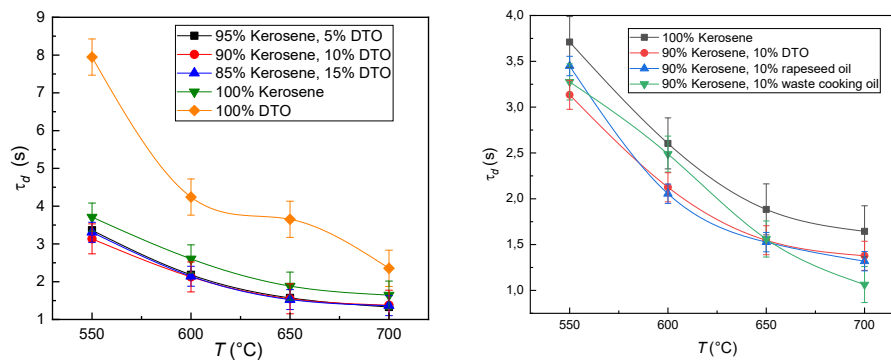 9
8
7
6
5
4
3
2
1
τd (s)
95% Kerosene, 5% DTO
90% Kerosene, 10% DTO
85% Kerosene, 15% DTO
100% Kerosene
100% DTO
550 600 650 700
T (°C)
4,0
3,5
3,0
2,5
2,0
1,5
1,0
τd (s)
100% Kerosene
90% Kerosene, 10% DTO
90% Kerosene, 10% rapeseed oil
90% Kerosene, 10% waste cooking oil
550 600 650 700
T (°C)